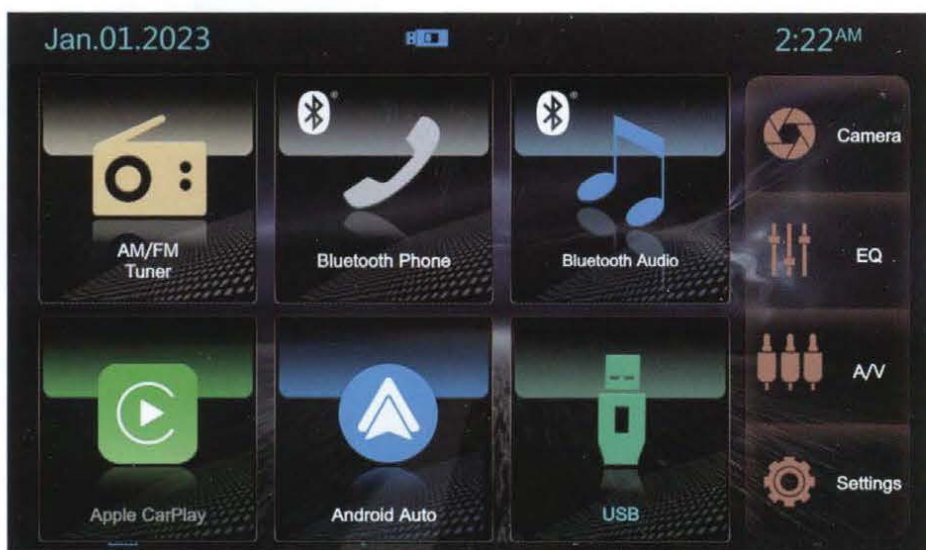 Jan.01.2023
2:22AM
AM/FM
Tuner
Bluetooth Phone
Bluetooth Audio
Camera
EQ
A/V
Apple CarPlay
Android Auto
USB
Settings